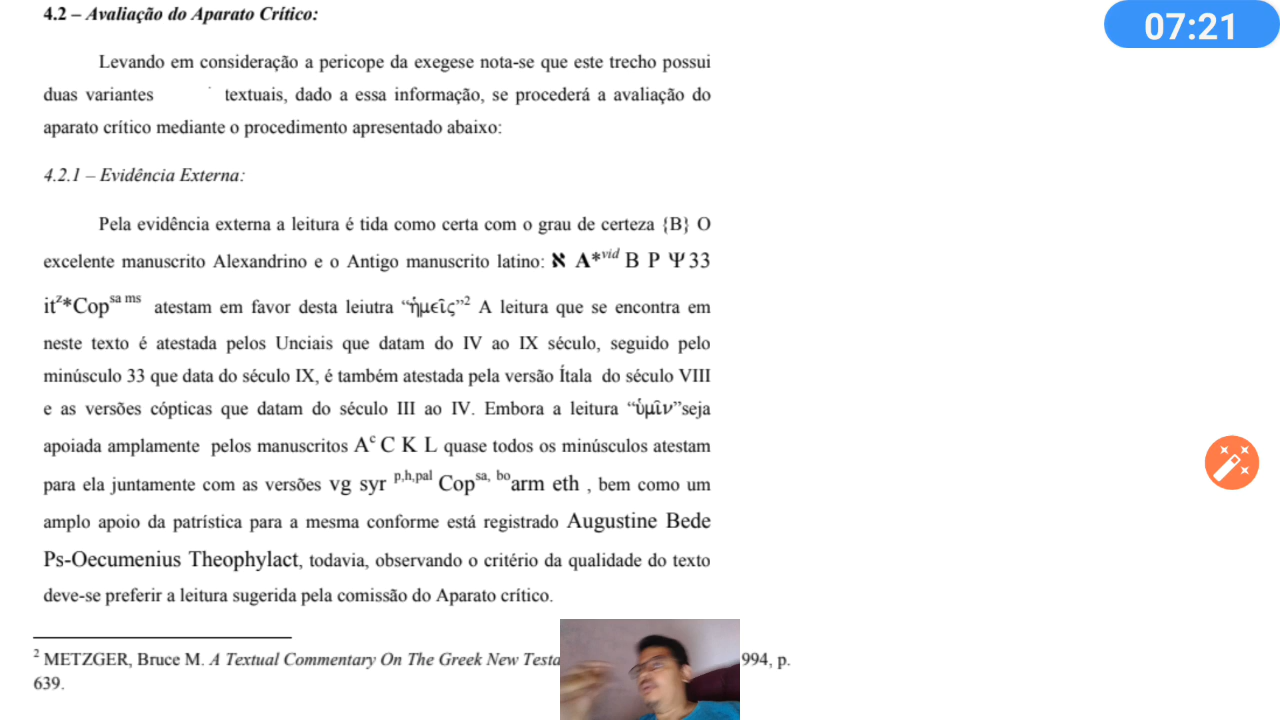 4.2 – Avaliação do Aparato Crítico:
07:21
Levando em consideração a pericope da exegese nota-se que este trecho possui
duas variantes textuais, dado a essa informação, se procederá a avaliação do
aparato crítico mediante o procedimento apresentado abaixo:
4.2.1 – Evidência Externa:
Pela evidência externa a leitura é tida como certa com o grau de certeza {B} O
excelente manuscrito Alexandrino e o Antigo manuscrito latino: א A*vid B P Ψ 33
itz*Copsa ms atestam em favor desta leiutra “ἡμεῖς”2 A leitura que se encontra em
neste texto é atestada pelos Unciais que datam do IV ao IX século, seguido pelo
minúsculo 33 que data do século IX, é também atestada pela versão Ítala do século VIII
e as versões cópticas que datam do século III ao IV. Embora a leitura “ὑμῖν”seja
apoiada amplamente pelos manuscritos Ac C K L quase todos os minúsculos atestam
para ela juntamente com as versões vg syr p,h,pal Copsa, boarm eth , bem como um
amplo apoio da patrística para a mesma conforme está registrado Augustine Bede
Ps-Oecumenius Theophylact, todavia, observando o critério da qualidade do texto
deve-se preferir a leitura sugerida pela comissão do Aparato crítico.
2 METZGER, Bruce M. A Textual Commentary On The Greek New Testa 994, p.
639.